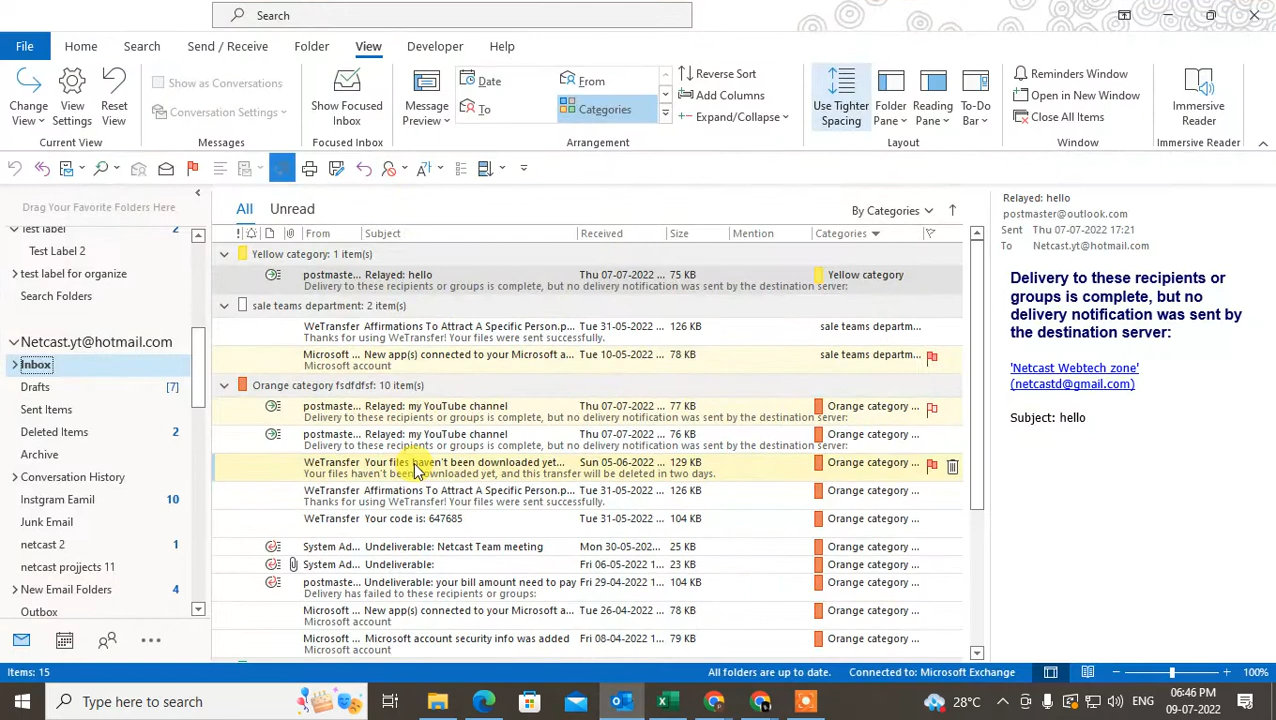 Search
File Home Search Send / Receive Folder View Developer Help
Change View View Settings Reset View
Show as Conversations
Conversation Settings
Show Focused Inbox
Message Preview
Date From
To Categories
Reverse Sort
Add Columns
Expand/Collapse
Use Tighter Spacing
Folder Pane
Reading Pane
To-Do Bar
Reminders Window
Open in New Window
Close All Items
Immersive Reader
Current View Messages Focused Inbox Arrangement Layout Window Immersive Reader
Drag Your Favorite Folders Here
Test label 2
Test Label 2
test label for organize
Search Folders
Netcast.yt@hotmail.com
Inbox
Drafts [7]
Sent Items
Deleted Items 2
Archive
Conversation History
Instgram Eamil 10
Junk Email
netcast 2 1
netcast projjects 11
New Email Folders 4
Outbox
All Unread By Categories
! From Subject Received Size Mention Categories
Yellow category: 1 item(s)
postmaste... Relayed: hello Thu 07-07-2022 ... 75 KB Yellow category
Delivery to these recipients or groups is complete, but no delivery notification was sent by the destination server:
sale teams department: 2 item(s)
WeTransfer Affirmations To Attract A Specific Person.p... Tue 31-05-2022 ... 126 KB sale teams departm...
Thanks for using WeTransfer! Your files were sent successfully.
Microsoft ... New app(s) connected to your Microsoft a... Tue 10-05-2022 ... 78 KB sale teams departm...
Microsoft account
Orange category fsdfdfsf: 10 item(s)
postmaste... Relayed: my YouTube channel Thu 07-07-2022 ... 77 KB Orange category ...
Delivery to these recipients or groups is complete, but no delivery notification was sent by the destination server:
postmaste... Relayed: my YouTube channel Thu 07-07-2022 ... 76 KB Orange category ...
Delivery to these recipients or groups is complete, but no delivery notification was sent by the destination server:
WeTransfer Your files haven't been downloaded yet... Sun 05-06-2022 ... 129 KB Orange category ...
Your files haven't been downloaded yet, and this transfer will be deleted in two days.
WeTransfer Affirmations To Attract A Specific Person.p... Tue 31-05-2022 ... 126 KB Orange category ...
Thanks for using WeTransfer! Your files were sent successfully.
WeTransfer Your code is: 647685 Tue 31-05-2022 ... 104 KB Orange category ...
System Ad... Undeliverable: Netcast Team meeting Mon 30-05-202... 25 KB Orange category ...
System Ad... Undeliverable: Fri 06-05-2022 ... 23 KB Orange category ...
postmaste... Undeliverable: your bill amount need to pay Fri 29-04-2022 ... 104 KB Orange category ...
Delivery has failed to these recipients or groups:
Microsoft ... New app(s) connected to your Microsoft a... Tue 26-04-2022 ... 78 KB Orange category ...
Microsoft account
Microsoft ... Microsoft account security info was added Fri 08-04-2022 1... 79 KB Orange category ...
Microsoft account
Relayed: hello
postmaster@outlook.com
Sent Thu 07-07-2022 17:21
To Netcast.yt@hotmail.com
Delivery to these
recipients or
groups is complete, but no
delivery notification was sent by
the destination server:
'Netcast Webtech zone'
(netcastd@gmail.com)
Subject: hello
Items: 15 All folders are up to date. Connected to: Microsoft Exchange 100%
Type here to search 28°C ENG 06:46 PM
09-07-2022